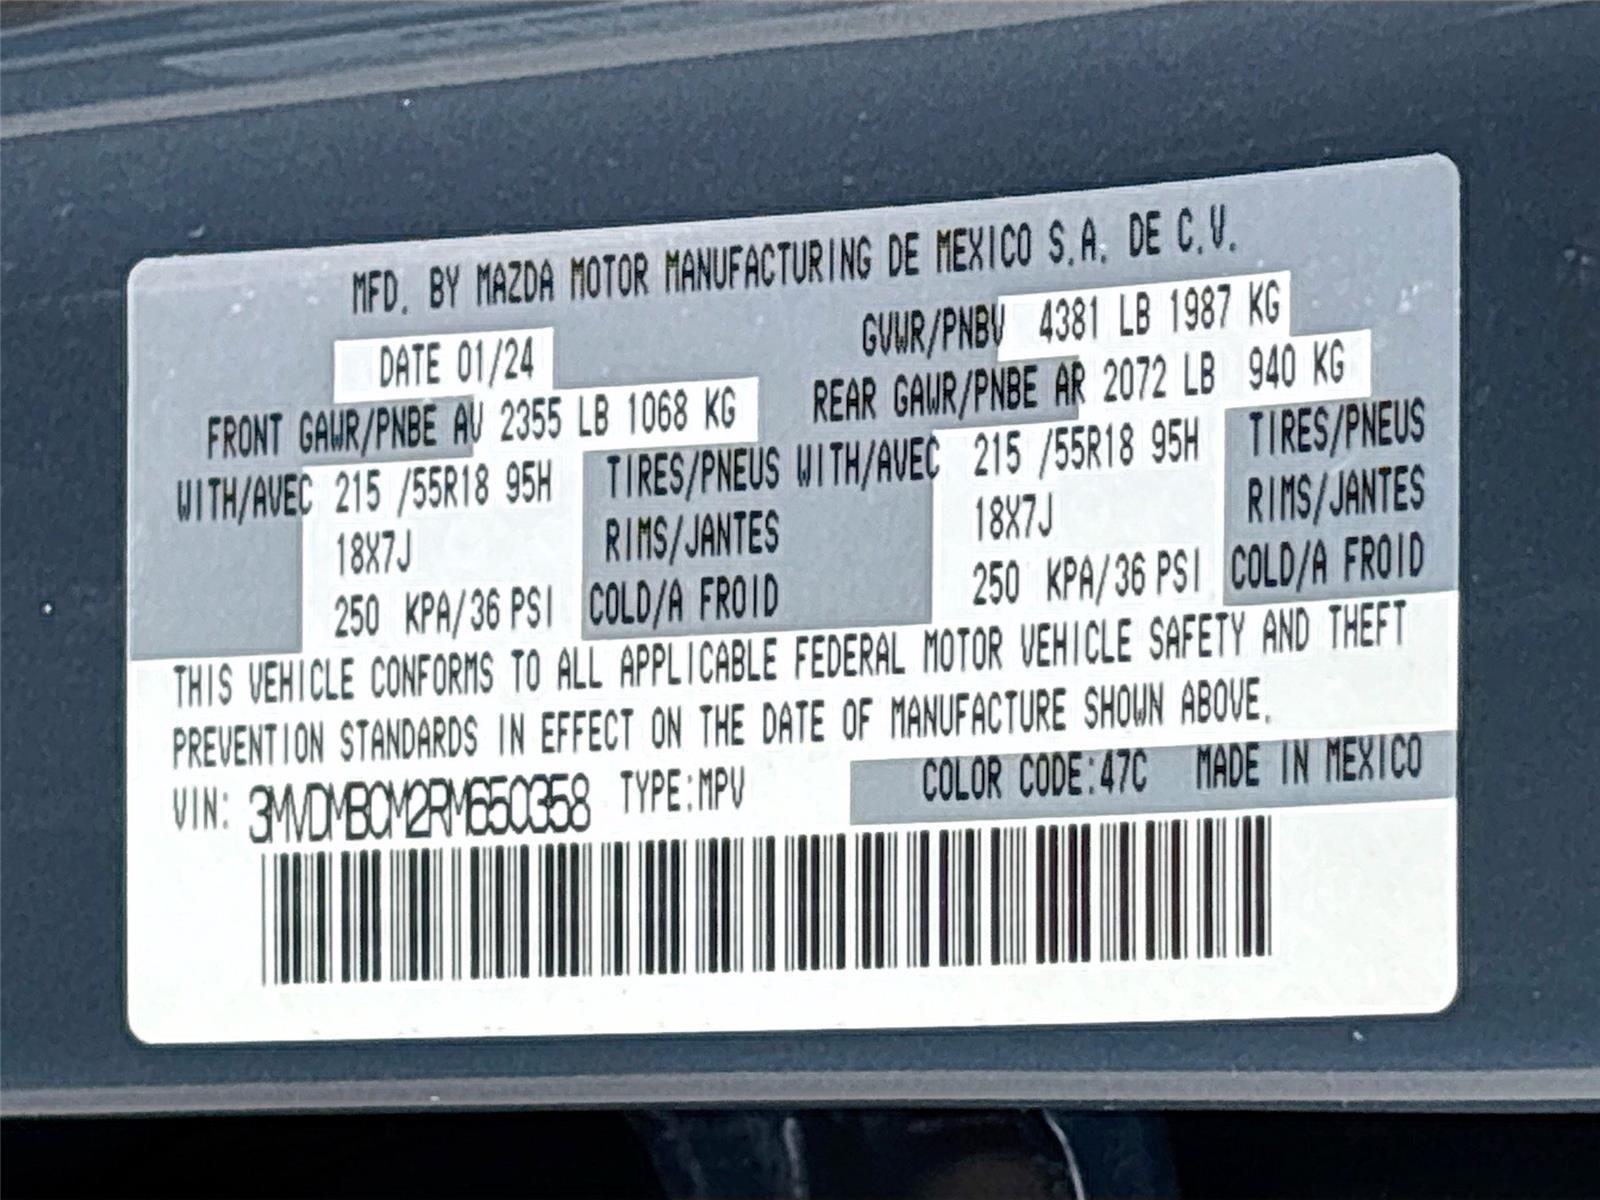 MFD. BY MAZDA MOTOR MANUFACTURING DE MEXICO S.A. DE C.V.
DATE 01/24 GVWR/PNBV 4381 LB 1987 KG
FRONT GAWR/PNBE AV 2355 LB 1068 KG REAR GAWR/PNBE AR 2072 LB 940 KG
WITH/AVEC 215 /55R18 95H TIRES/PNEUS WITH/AVEC 215 /55R18 95H TIRES/PNEUS
18X7J RIMS/JANTES 18X7J RIMS/JANTES
250 KPA/36 PSI COLD/A FROID 250 KPA/36 PSI COLD/A FROID
THIS VEHICLE CONFORMS TO ALL APPLICABLE FEDERAL MOTOR VEHICLE SAFETY AND THEFT
PREVENTION STANDARDS IN EFFECT ON THE DATE OF MANUFACTURE SHOWN ABOVE.
VIN: 3MVDMBCM2RM650358 TYPE:MPV COLOR CODE:47C MADE IN MEXICO